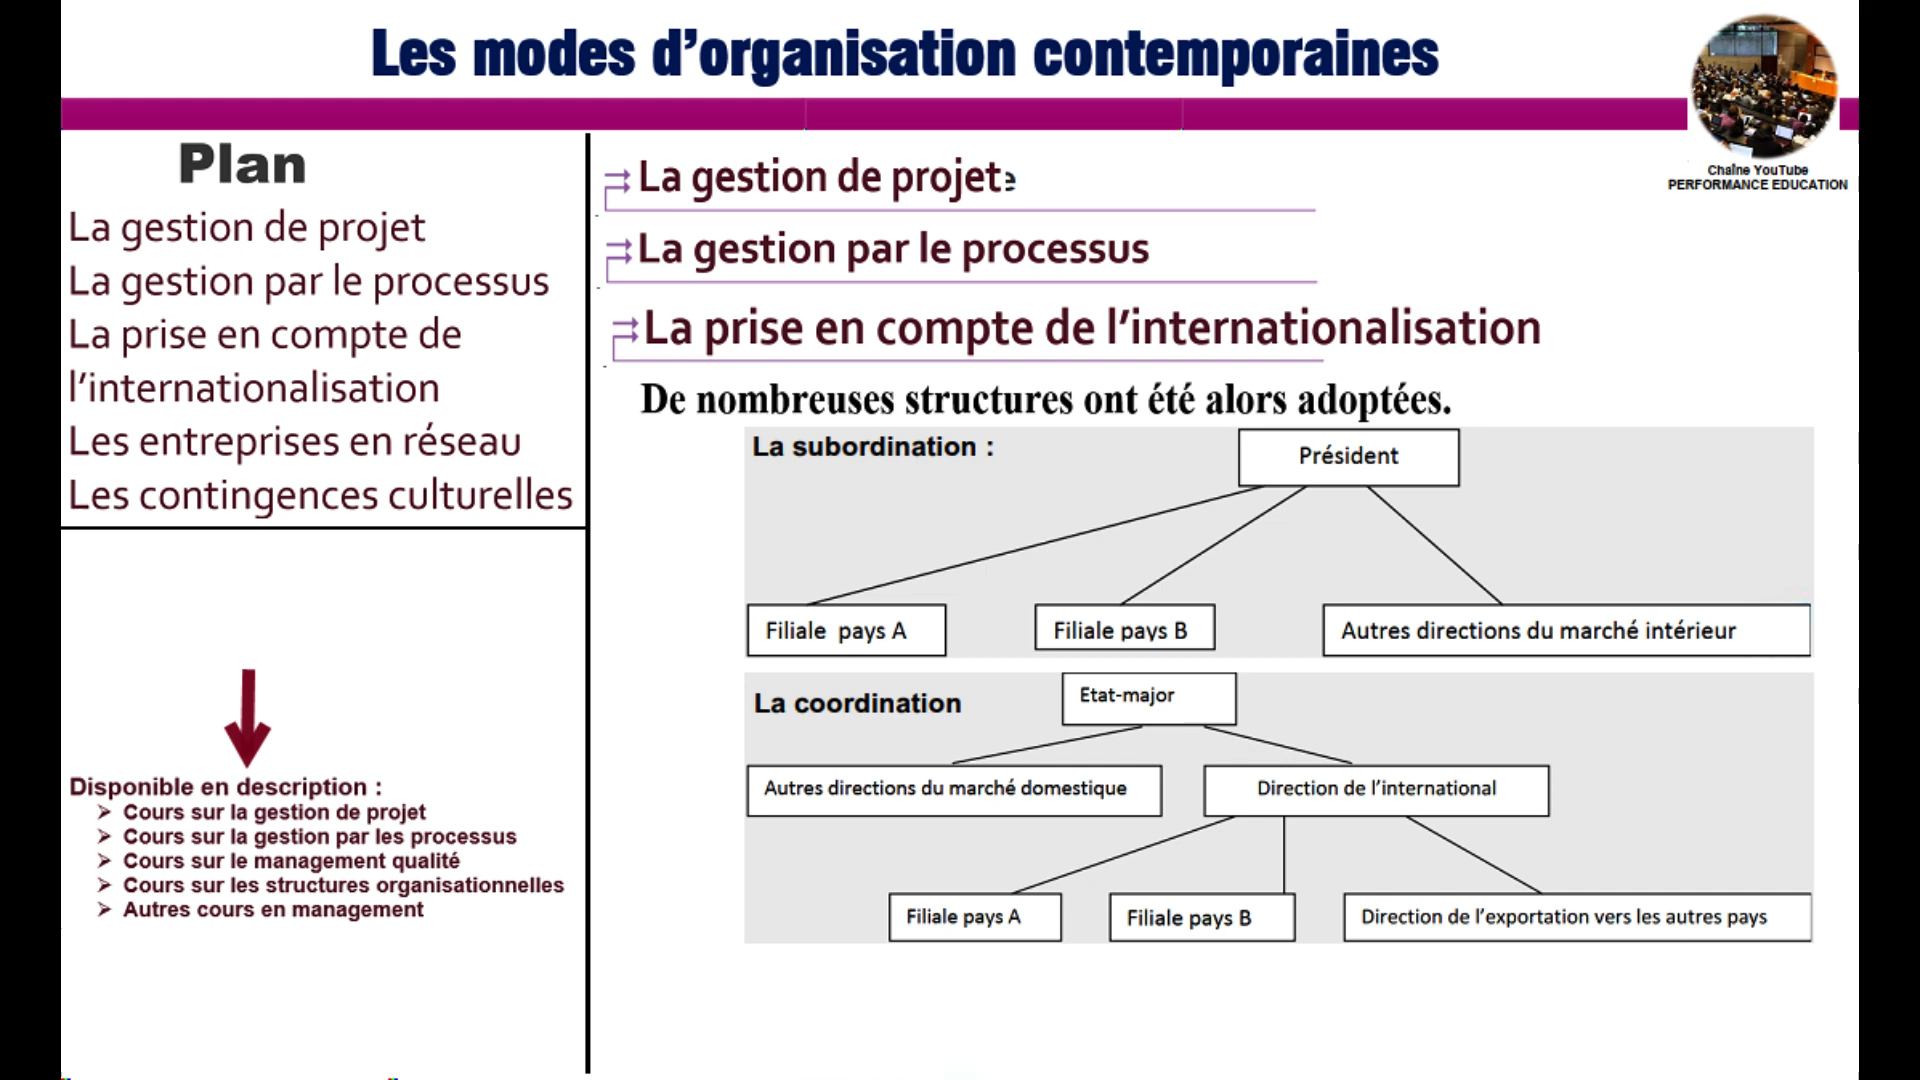 Les modes d’organisation contemporaines
Chaîne YouTube
PERFORMANCE EDUCATION
Plan
La gestion de projet
La gestion par le processus
La prise en compte de
l’internationalisation
Les entreprises en réseau
Les contingences culturelles
Disponible en description :
Cours sur la gestion de projet
Cours sur la gestion par les processus
Cours sur le management qualité
Cours sur les structures organisationnelles
Autres cours en management
La gestion de projete
La gestion par le processus
La prise en compte de l’internationalisation
De nombreuses structures ont été alors adoptées.
La subordination :
Président
Filiale pays A
Filiale pays B
Autres directions du marché intérieur
La coordination
Etat-major
Autres directions du marché domestique
Direction de l’international
Filiale pays A
Filiale pays B
Direction de l’exportation vers les autres pays